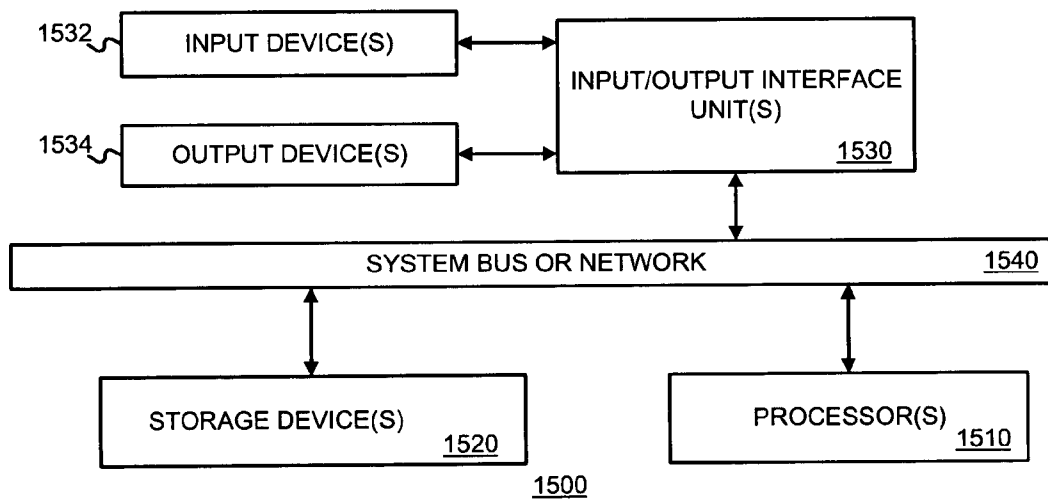 1532
INPUT DEVICE(S)
INPUT/OUTPUT INTERFACE
UNIT(S)
1530
1534
OUTPUT DEVICE(S)
SYSTEM BUS OR NETWORK
1540
STORAGE DEVICE(S)
1520
PROCESSOR(S)
1510
1500